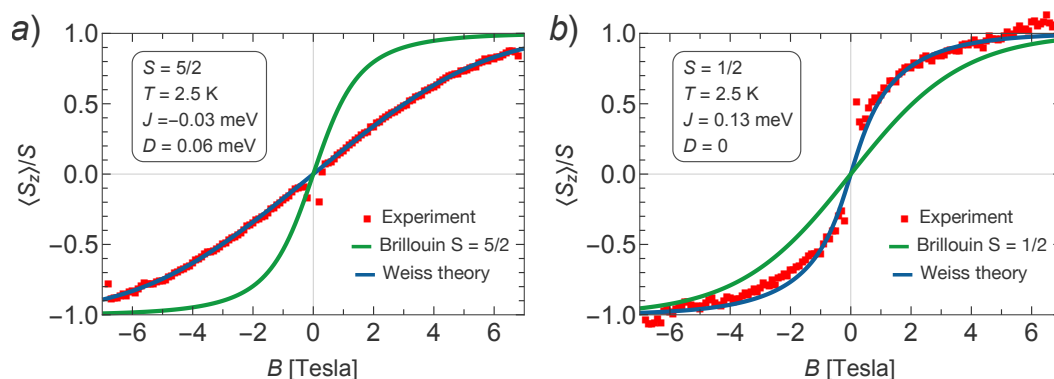 a)
1.0
0.5
0.0
−0.5
−1.0
⟨Sz⟩/S
S = 5/2
T = 2.5 K
J =−0.03 meV
D = 0.06 meV
Experiment
Brillouin S = 5/2
Weiss theory
−6 −4 −2 0 2 4 6
B [Tesla]
b)
1.0
0.5
0.0
−0.5
−1.0
⟨Sz⟩/S
S = 1/2
T = 2.5 K
J = 0.13 meV
D = 0
Experiment
Brillouin S = 1/2
Weiss theory
−6 −4 −2 0 2 4 6
B [Tesla]